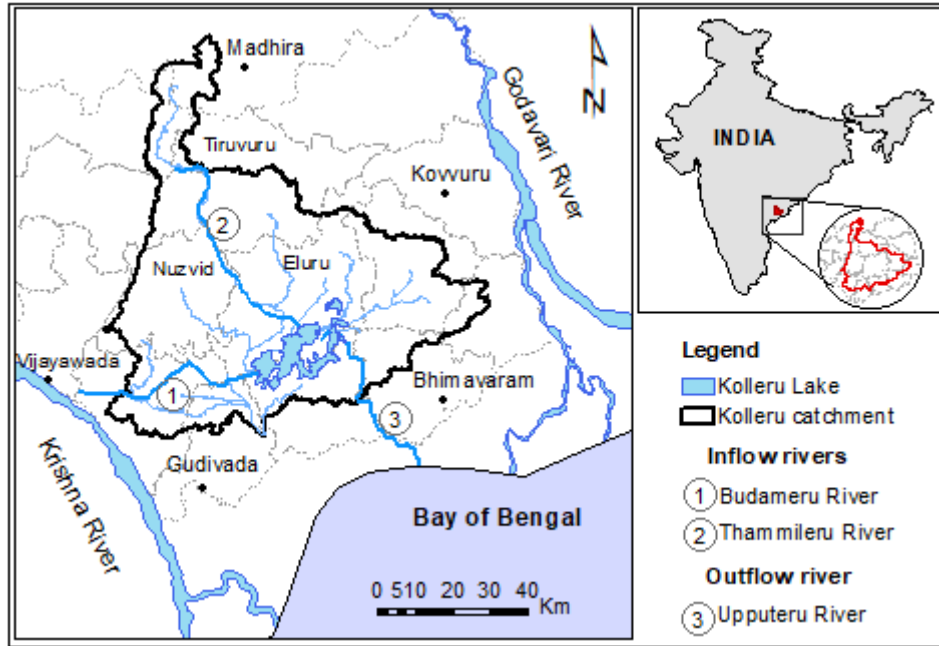 Madhira
N
Godavari River
Tiruvuru
Kovvuru
2
Nuzvid
Eluru
Vijayawada
1
Bhimavaram
3
Gudivada
Krishna River
Bay of Bengal
0 510 20 30 40
Km
INDIA
Legend
Kolleru Lake
Kolleru catchment
Inflow rivers
1 Budameru River
2 Thammileru River
Outflow river
3 Upputeru River